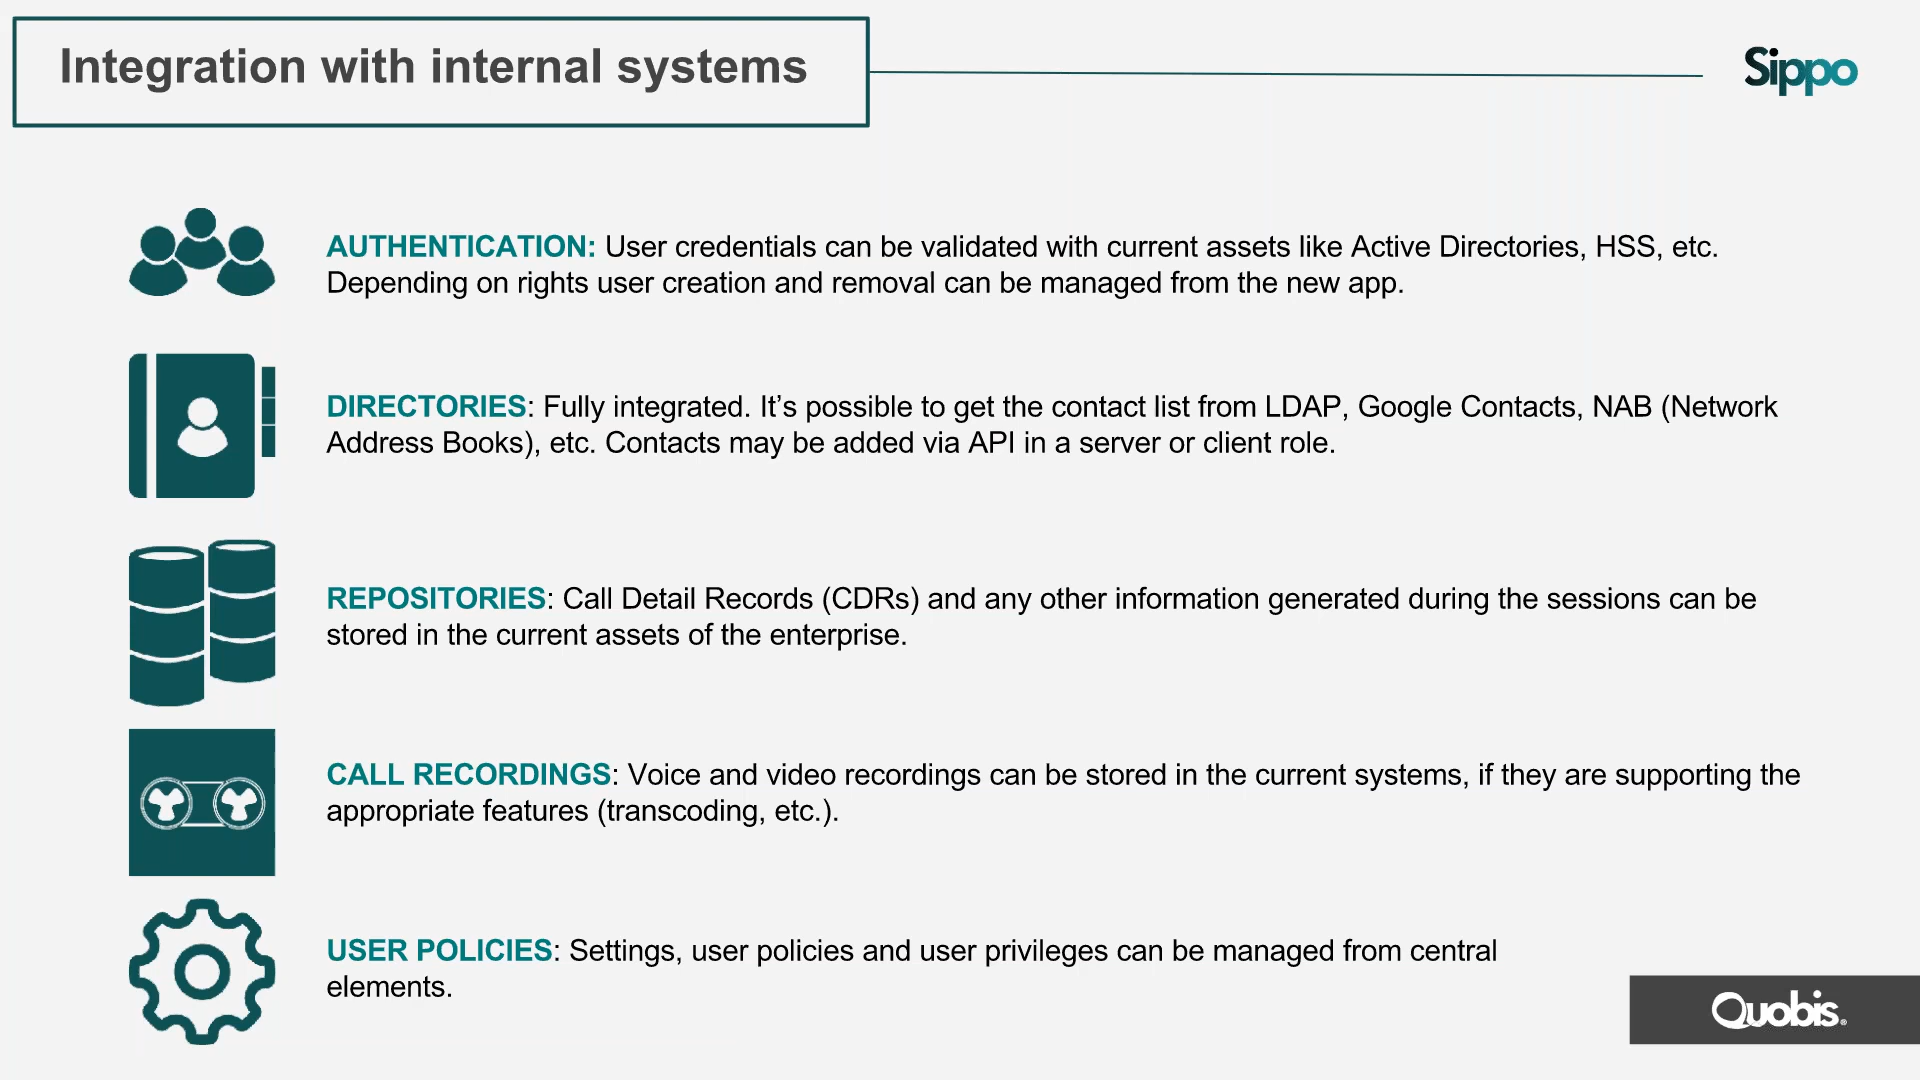 Integration with internal systems
Sippo
AUTHENTICATION: User credentials can be validated with current assets like Active Directories, HSS, etc.
Depending on rights user creation and removal can be managed from the new app.
DIRECTORIES: Fully integrated. It’s possible to get the contact list from LDAP, Google Contacts, NAB (Network
Address Books), etc. Contacts may be added via API in a server or client role.
REPOSITORIES: Call Detail Records (CDRs) and any other information generated during the sessions can be
stored in the current assets of the enterprise.
CALL RECORDINGS: Voice and video recordings can be stored in the current systems, if they are supporting the
appropriate features (transcoding, etc.).
USER POLICIES: Settings, user policies and user privileges can be managed from central
elements.
Quobis®